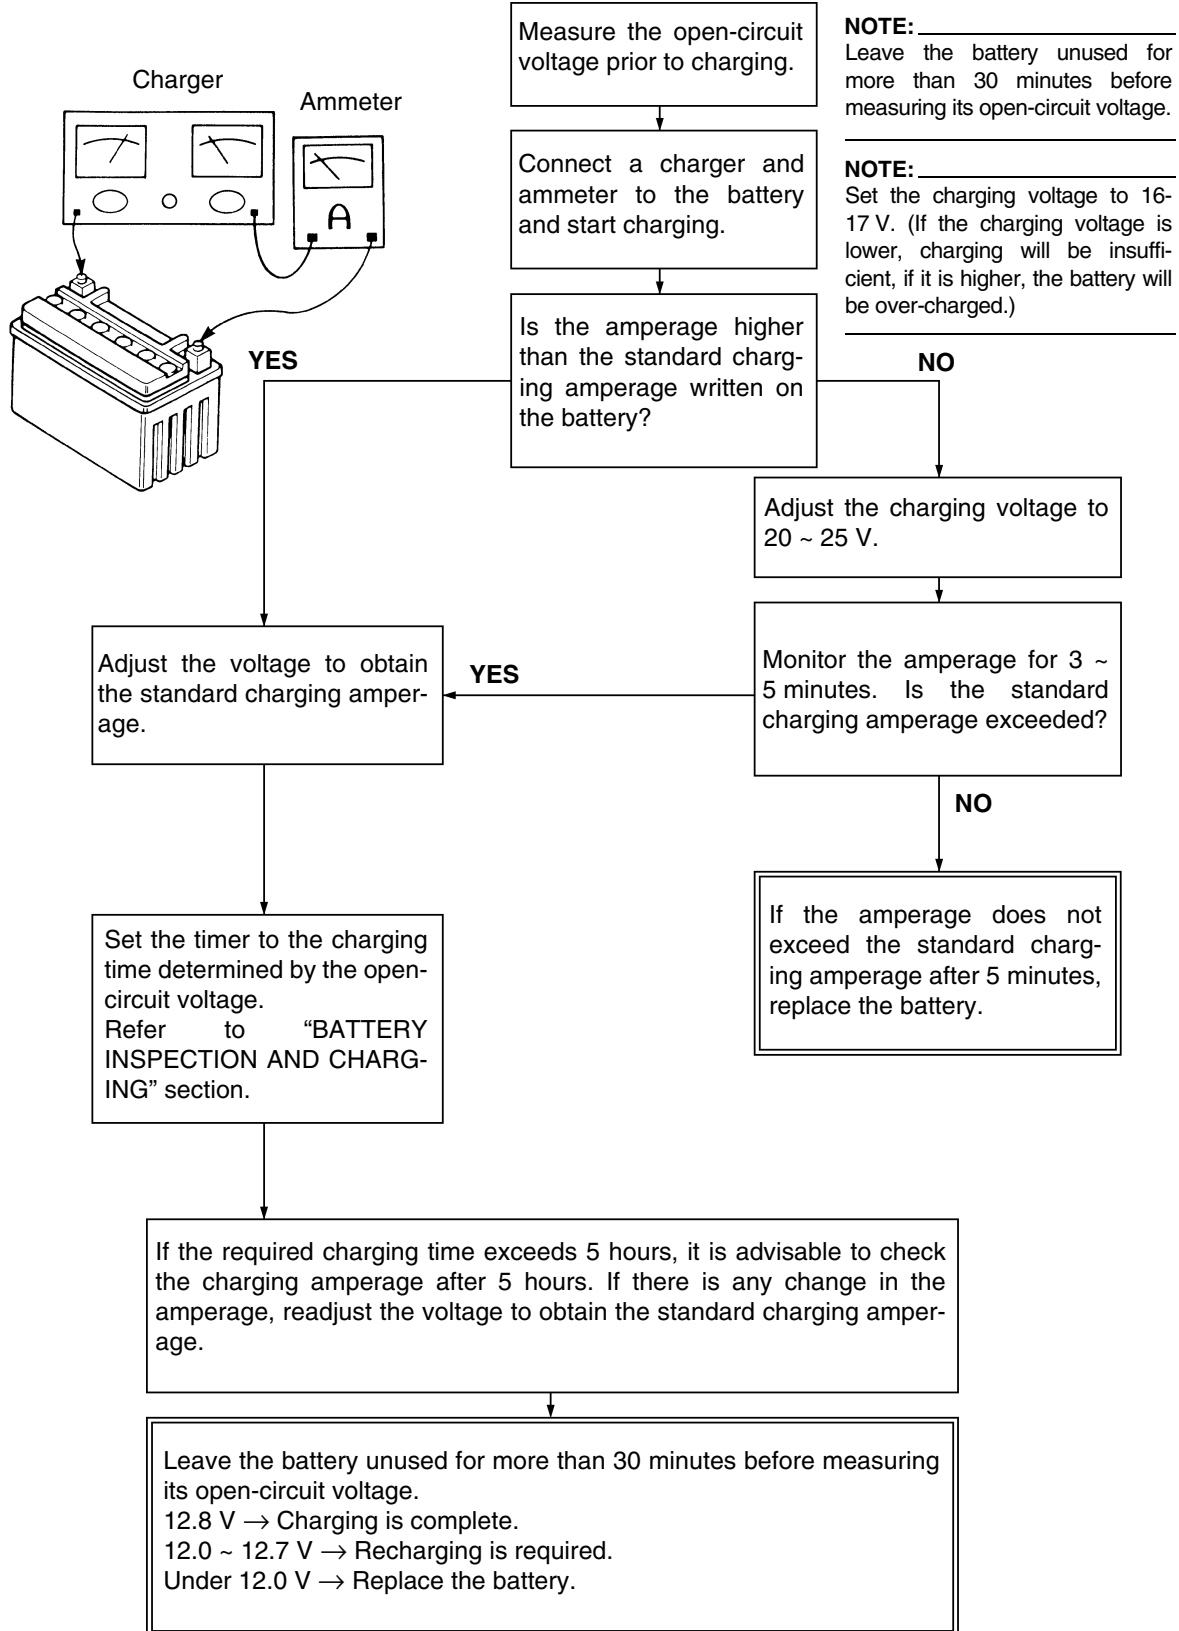 Charger
Ammeter
A
Measure the open-circuit
voltage prior to charging.
NOTE:
Leave the battery unused for
more than 30 minutes before
measuring its open-circuit voltage.
Connect a charger and
ammeter to the battery
and start charging.
NOTE:
Set the charging voltage to 16-
17 V. (If the charging voltage is
lower, charging will be insuffi-
cient, if it is higher, the battery will
be over-charged.)
Is the amperage higher
than the standard charg-
ing amperage written on
the battery?
YES
NO
Adjust the charging voltage to
20 ~ 25 V.
Monitor the amperage for 3 ~
5 minutes. Is the standard
charging amperage exceeded?
YES
Adjust the voltage to obtain
the standard charging amper-
age.
NO
If the amperage does not
exceed the standard charg-
ing amperage after 5 minutes,
replace the battery.
Set the timer to the charging
time determined by the open-
circuit voltage.
Refer to “BATTERY
INSPECTION AND CHARG-
ING” section.
If the required charging time exceeds 5 hours, it is advisable to check
the charging amperage after 5 hours. If there is any change in the
amperage, readjust the voltage to obtain the standard charging amper-
age.
Leave the battery unused for more than 30 minutes before measuring
its open-circuit voltage.
12.8 V → Charging is complete.
12.0 ~ 12.7 V → Recharging is required.
Under 12.0 V → Replace the battery.